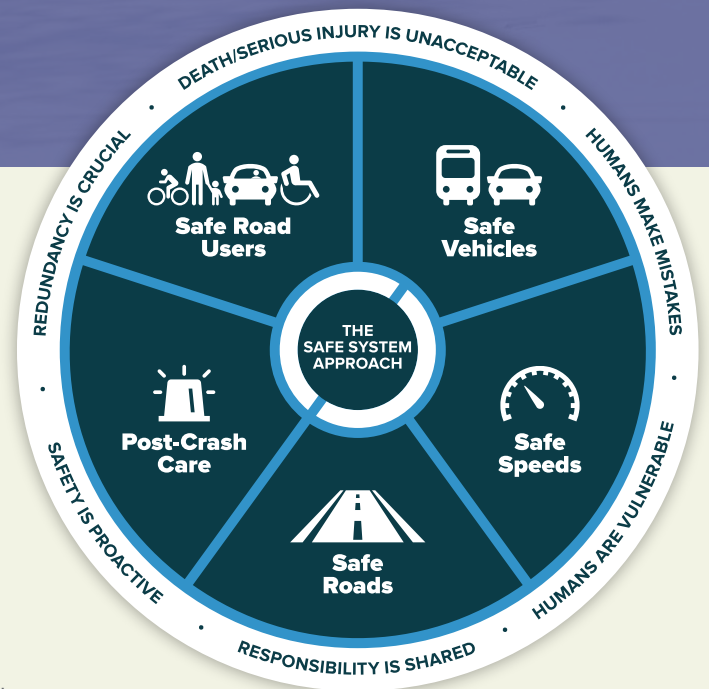 DEATH/SERIOUS INJURY IS UNACCEPTABLE
HUMANS MAKE MISTAKES
HUMANS ARE VULNERABLE
RESPONSIBILITY IS SHARED
SAFETY IS PROACTIVE
REDUNDANCY IS CRUCIAL
Safe Road
Users
Safe
Vehicles
Safe
Speeds
Safe
Roads
Post-Crash
Care
THE
SAFE SYSTEM
APPROACH